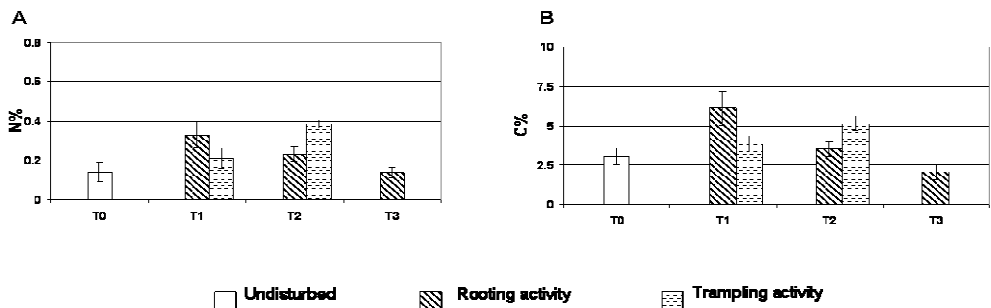 A
0.8
0.6
0.4
0.2
0
N%
T0 T1 T2 T3
B
10
7.5
5
2.5
0
C%
T0 T1 T2 T3
Undisturbed Rooting activity Trampling activity